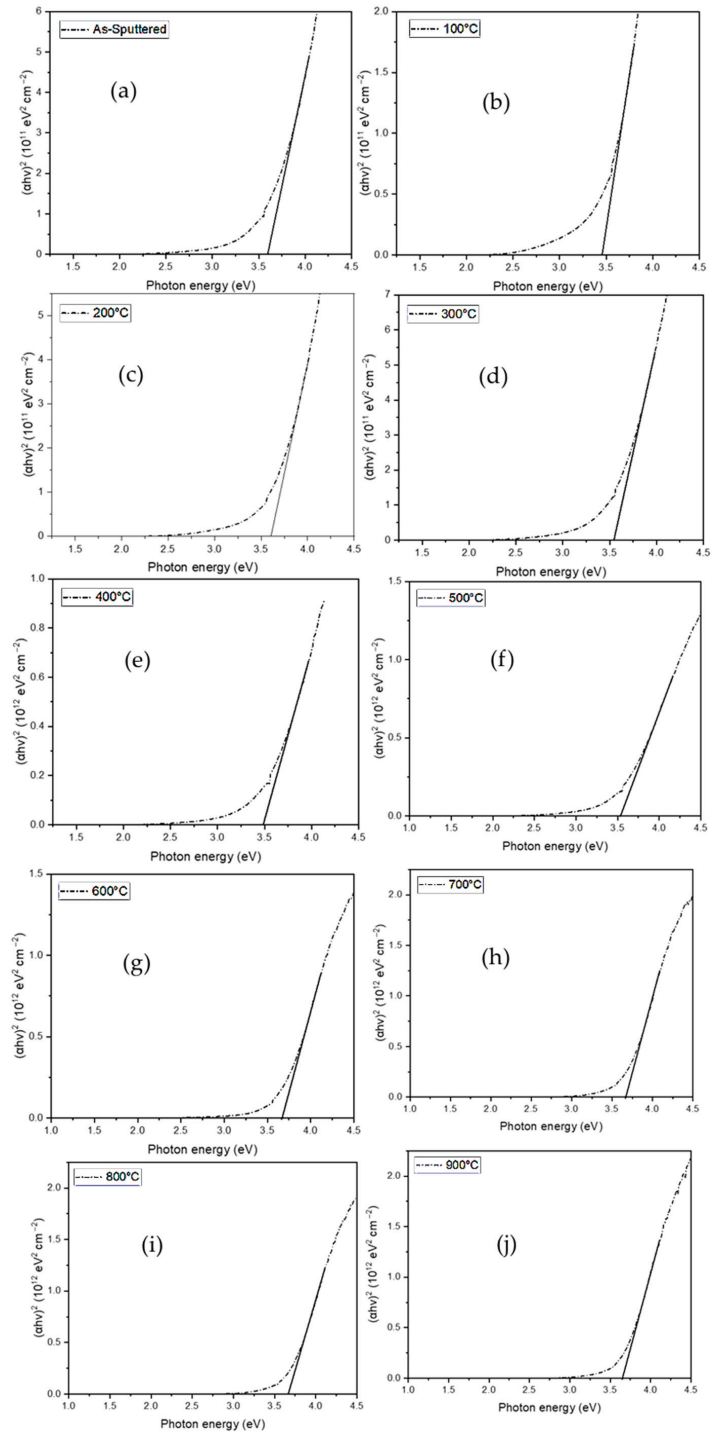 As-Sputtered
(a)
6
5
4
3
2
1
0
(αhν)² (10¹¹ eV² cm⁻²)
1.5 2.0 2.5 3.0 3.5 4.0 4.5
Photon energy (eV)
100°C
(b)
2.0
1.5
1.0
0.5
0.0
(αhν)² (10¹¹ eV² cm⁻²)
1.5 2.0 2.5 3.0 3.5 4.0 4.5
Photon energy (eV)
200°C
(c)
5
4
3
2
1
0
(αhν)² (10¹¹ eV² cm⁻²)
1.5 2.0 2.5 3.0 3.5 4.0 4.5
Photon energy (eV)
300°C
(d)
7
6
5
4
3
2
1
0
(αhν)² (10¹¹ eV² cm⁻²)
1.5 2.0 2.5 3.0 3.5 4.0 4.5
Photon energy (eV)
400°C
(e)
1.0
0.8
0.6
0.4
0.2
0.0
(αhν)² (10¹² eV² cm⁻²)
1.5 2.0 2.5 3.0 3.5 4.0 4.5
Photon energy (eV)
500°C
(f)
1.5
1.0
0.5
0.0
(αhν)² (10¹² eV² cm⁻²)
1.0 1.5 2.0 2.5 3.0 3.5 4.0 4.5
Photon energy (eV)
600°C
(g)
1.5
1.0
0.5
0.0
(αhν)² (10¹² eV² cm⁻²)
1.0 1.5 2.0 2.5 3.0 3.5 4.0 4.5
Photon energy (eV)
700°C
(h)
2.0
1.5
1.0
0.5
0.0
(αhν)² (10¹² eV² cm⁻²)
1.0 1.5 2.0 2.5 3.0 3.5 4.0 4.5
Photon energy (eV)
800°C
(i)
2.0
1.5
1.0
0.5
0.0
(αhν)² (10¹² eV² cm⁻²)
1.0 1.5 2.0 2.5 3.0 3.5 4.0 4.5
Photon energy (eV)
900°C
(j)
2.0
1.5
1.0
0.5
0.0
(αhν)² (10¹² eV² cm⁻²)
1.0 1.5 2.0 2.5 3.0 3.5 4.0 4.5
Photon energy (eV)